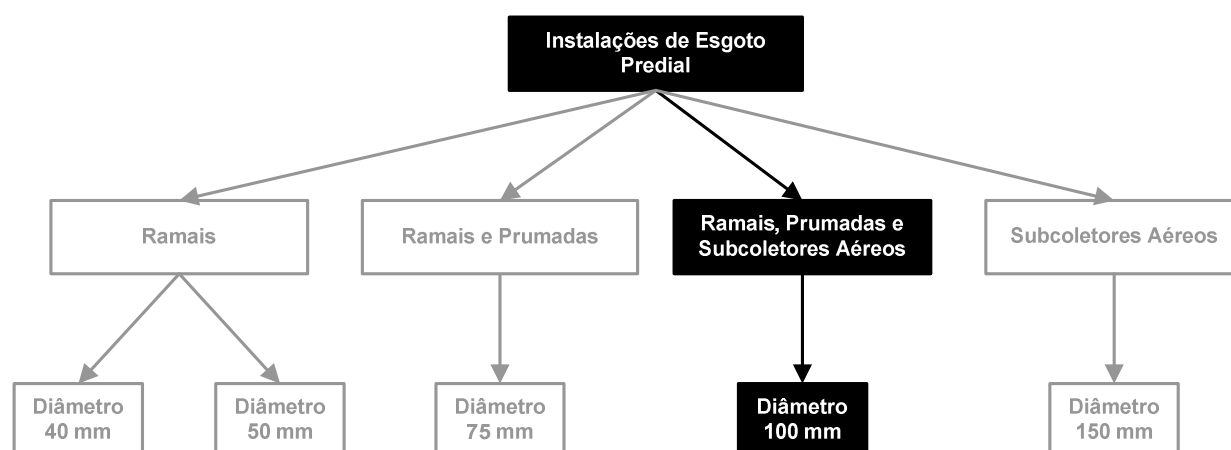 Instalações de Esgoto
Predial
Ramais
Ramais e Prumadas
Ramais, Prumadas e
Subcoletores Aéreos
Subcoletores Aéreos
Diâmetro
40 mm
Diâmetro
50 mm
Diâmetro
75 mm
Diâmetro
100 mm
Diâmetro
150 mm